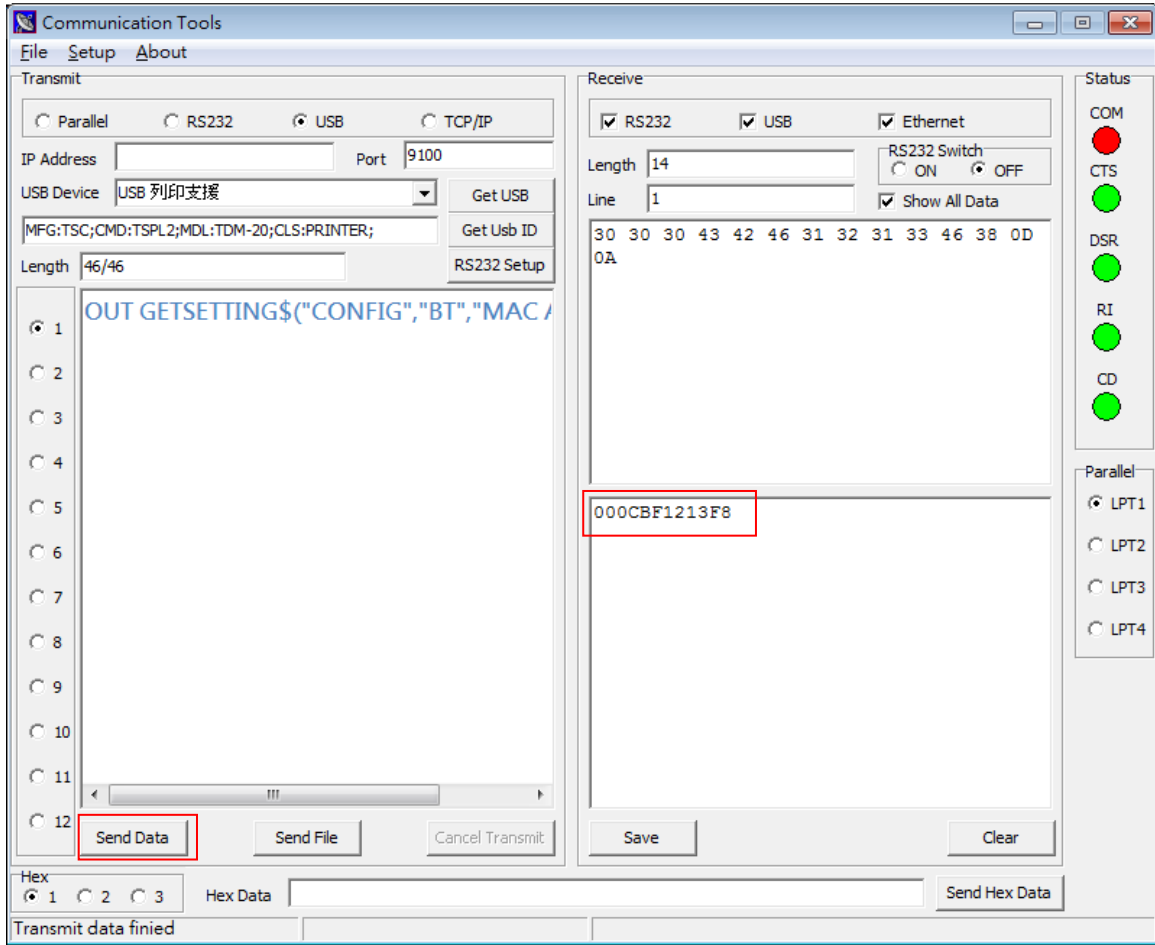 Communication Tools
File Setup About
Transmit
Parallel RS232 USB TCP/IP
IP Address Port 9100
USB Device USB 列印支援 Get USB
MFG:TSC;CMD:TSPL2;MDL:TDM-20;CLS:PRINTER; Get Usb ID
Length 46/46 RS232 Setup
OUT GETSETTING$("CONFIG","BT","MAC
1
2
3
4
5
6
7
8
9
10
11
12
Send Data Send File Cancel Transmit
Receive
RS232 USB Ethernet
Length 14 RS232 Switch
ON OFF
Line 1 Show All Data
30 30 30 43 42 46 31 32 31 33 46 38 0D
0A
000CBF1213F8
Save Clear
Status
COM
CTS
DSR
RI
CD
Parallel
LPT1
LPT2
LPT3
LPT4
Hex
1 2 3 Hex Data Send Hex Data
Transmit data finied